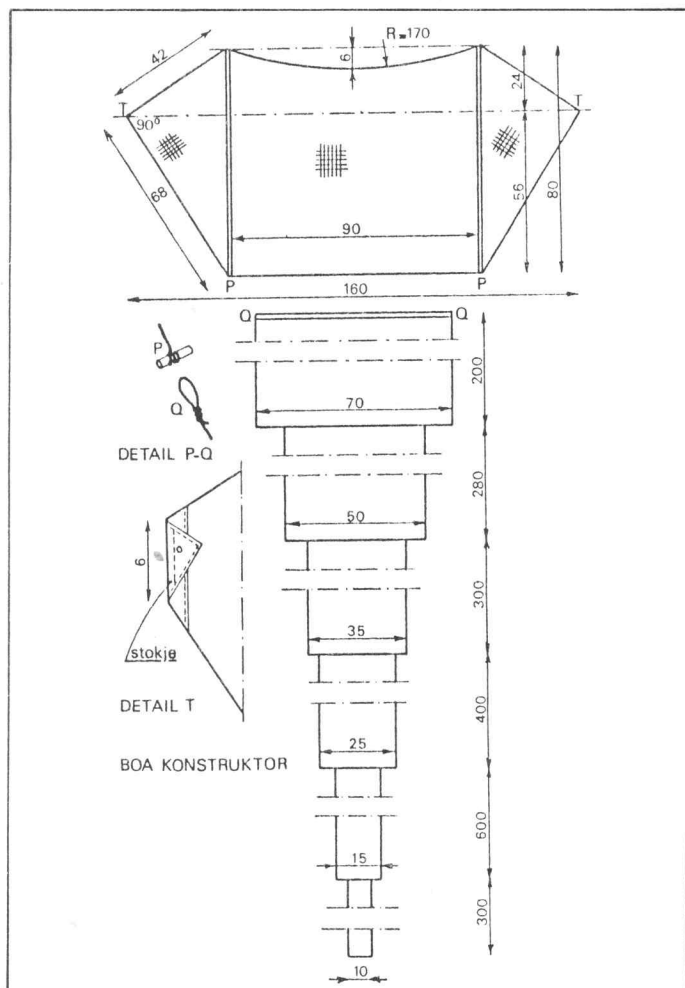 R=170
42
6
24
T
T
90°
68
56
80
90
P
P
160
Q
Q
P
Q
200
70
DETAIL P-Q
280
50
6
300
35
stokje
DETAIL T
400
25
BOA KONSTRUKTOR
600
15
300
10